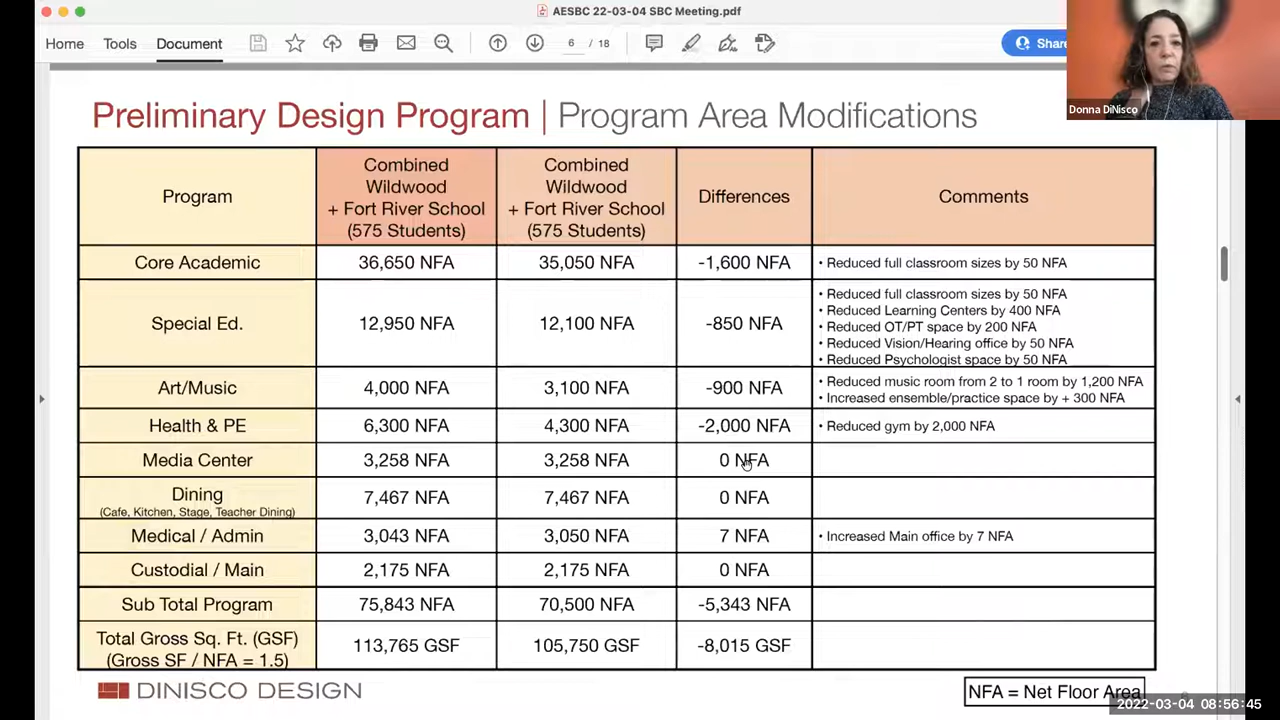 AESBC 22-03-04 SBC Meeting.pdf
Home Tools Document 6 / 18 Share
Donna DiNisco
Preliminary Design Program | Program Area Modifications
Program
Combined
Wildwood
+ Fort River School
(575 Students)
Combined
Wildwood
+ Fort River School
(575 Students)
Differences
Comments
Core Academic 36,650 NFA 35,050 NFA -1,600 NFA • Reduced full classroom sizes by 50 NFA
Special Ed. 12,950 NFA 12,100 NFA -850 NFA
• Reduced full classroom sizes by 50 NFA
• Reduced Learning Centers by 400 NFA
• Reduced OT/PT space by 200 NFA
• Reduced Vision/Hearing office by 50 NFA
• Reduced Psychologist space by 50 NFA
Art/Music 4,000 NFA 3,100 NFA -900 NFA
• Reduced music room from 2 to 1 room by 1,200 NFA
• Increased ensemble/practice space by + 300 NFA
Health & PE 6,300 NFA 4,300 NFA -2,000 NFA • Reduced gym by 2,000 NFA
Media Center 3,258 NFA 3,258 NFA 0 NFA
Dining
(Cafe, Kitchen, Stage, Teacher Dining)
7,467 NFA 7,467 NFA 0 NFA
Medical / Admin 3,043 NFA 3,050 NFA 7 NFA • Increased Main office by 7 NFA
Custodial / Main 2,175 NFA 2,175 NFA 0 NFA
Sub Total Program 75,843 NFA 70,500 NFA -5,343 NFA
Total Gross Sq. Ft. (GSF)
(Gross SF / NFA = 1.5)
113,765 GSF 105,750 GSF -8,015 GSF
DINISCO DESIGN
NFA = Net Floor Area
2022-03-04 08:56:45